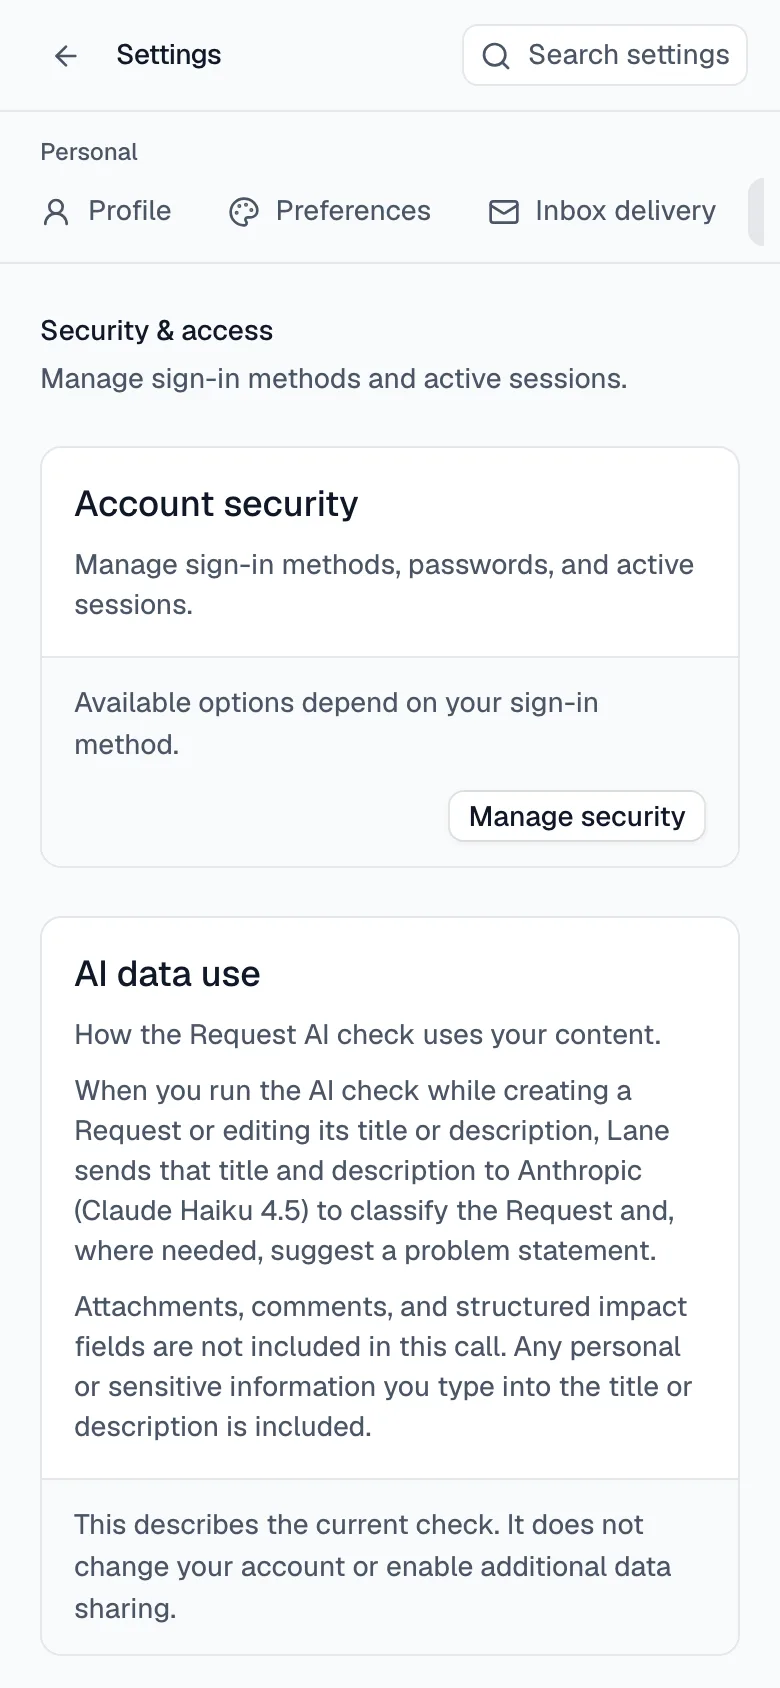 Settings
Search settings
Personal
Profile
Preferences
Inbox delivery
Security & access
Manage sign-in methods and active sessions.
Account security
Manage sign-in methods, passwords, and active
sessions.
Available options depend on your sign-in
method.
Manage security
AI data use
How the Request AI check uses your content.
When you run the AI check while creating a
Request or editing its title or description, Lane
sends that title and description to Anthropic
(Claude Haiku 4.5) to classify the Request and,
where needed, suggest a problem statement.
Attachments, comments, and structured impact
fields are not included in this call. Any personal
or sensitive information you type into the title or
description is included.
This describes the current check. It does not
change your account or enable additional data
sharing.